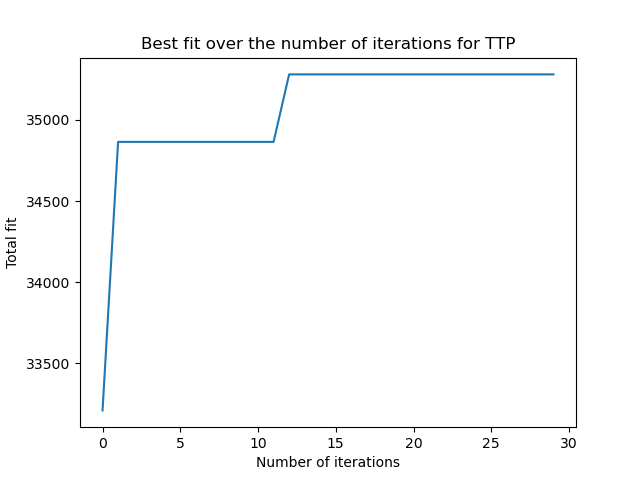 Best fit over the number of iterations for TTP
Total fit
35000
34500
34000
33500
0 5 10 15 20 25 30
Number of iterations